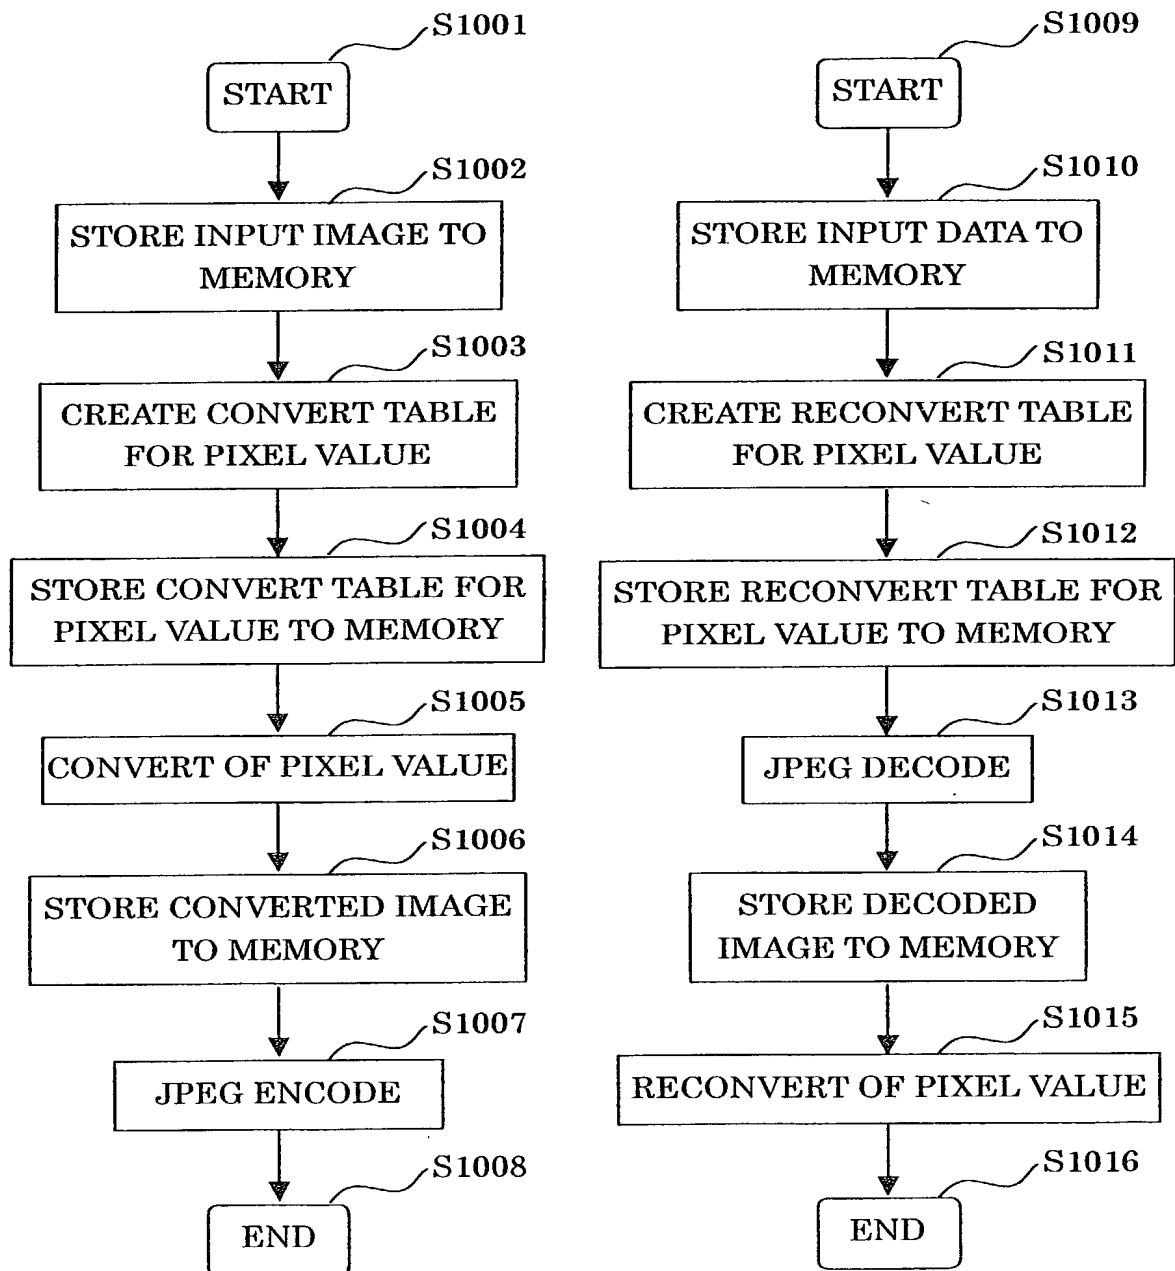 S1001
START
S1002
STORE INPUT IMAGE TO
MEMORY
S1003
CREATE CONVERT TABLE
FOR PIXEL VALUE
S1004
STORE CONVERT TABLE FOR
PIXEL VALUE TO MEMORY
S1005
CONVERT OF PIXEL VALUE
S1006
STORE CONVERTED IMAGE
TO MEMORY
S1007
JPEG ENCODE
S1008
END
S1009
START
S1010
STORE INPUT DATA TO
MEMORY
S1011
CREATE RECONVERT TABLE
FOR PIXEL VALUE
S1012
STORE RECONVERT TABLE FOR
PIXEL VALUE TO MEMORY
S1013
JPEG DECODE
S1014
STORE DECODED
IMAGE TO MEMORY
S1015
RECONVERT OF PIXEL VALUE
S1016
END